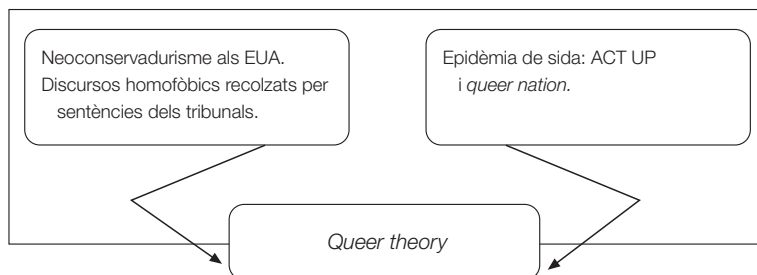 Neoconservadurisme als EUA.
Discursos homofòbics recolzats per
sentències dels tribunals.
Epidèmia de sida: ACT UP
i queer nation.
Queer theory